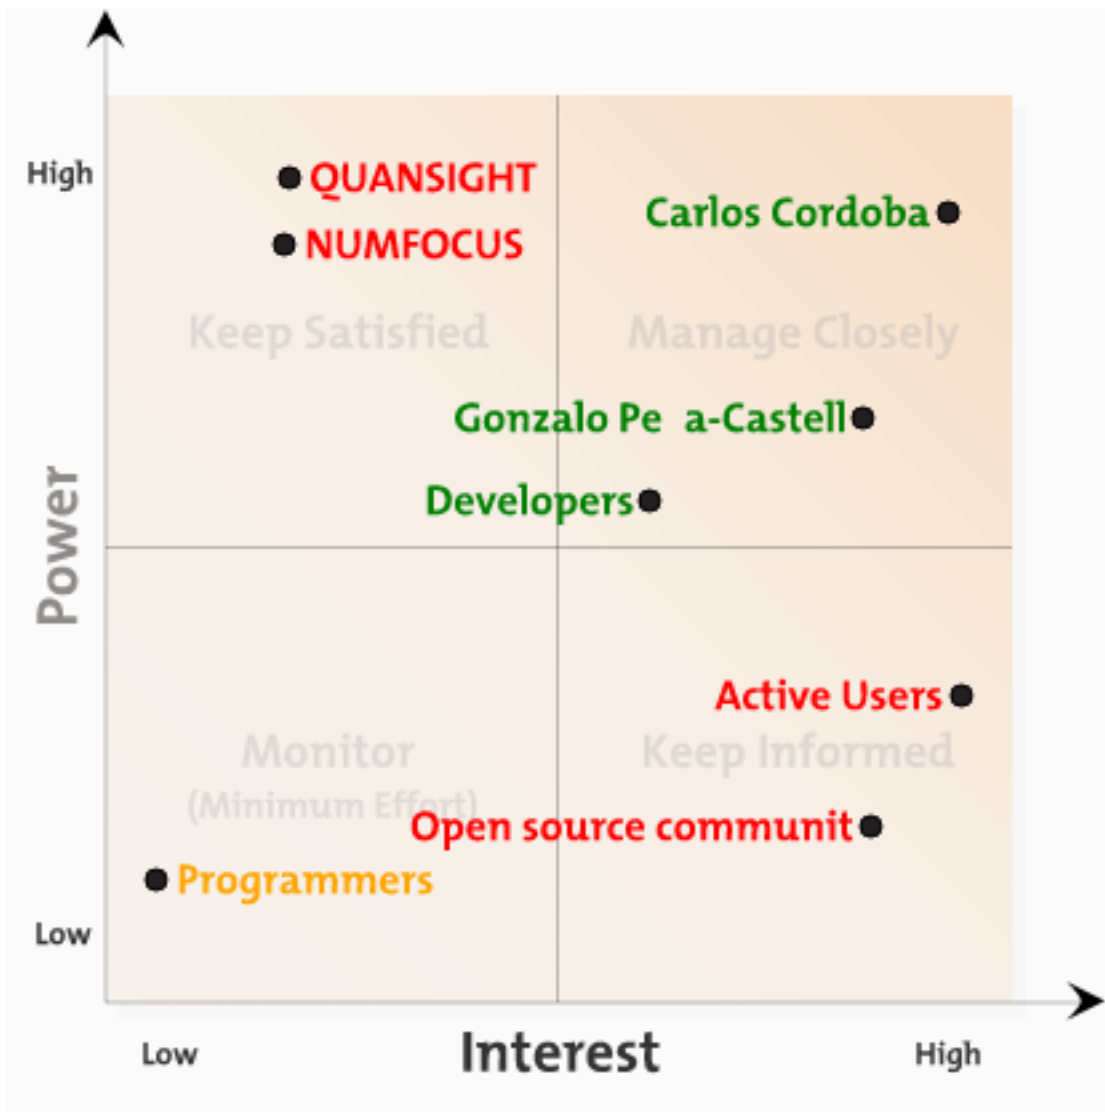 High
QUANSIGHT
Carlos Cordoba
NUMFOCUS
Keep Satisfied
Manage Closely
Gonzalo Pe a-Castell
Developers
Power
Active Users
Monitor
Keep Informed
(Minimum Effort)
Open source communit
Programmers
Low
Low
Interest
High